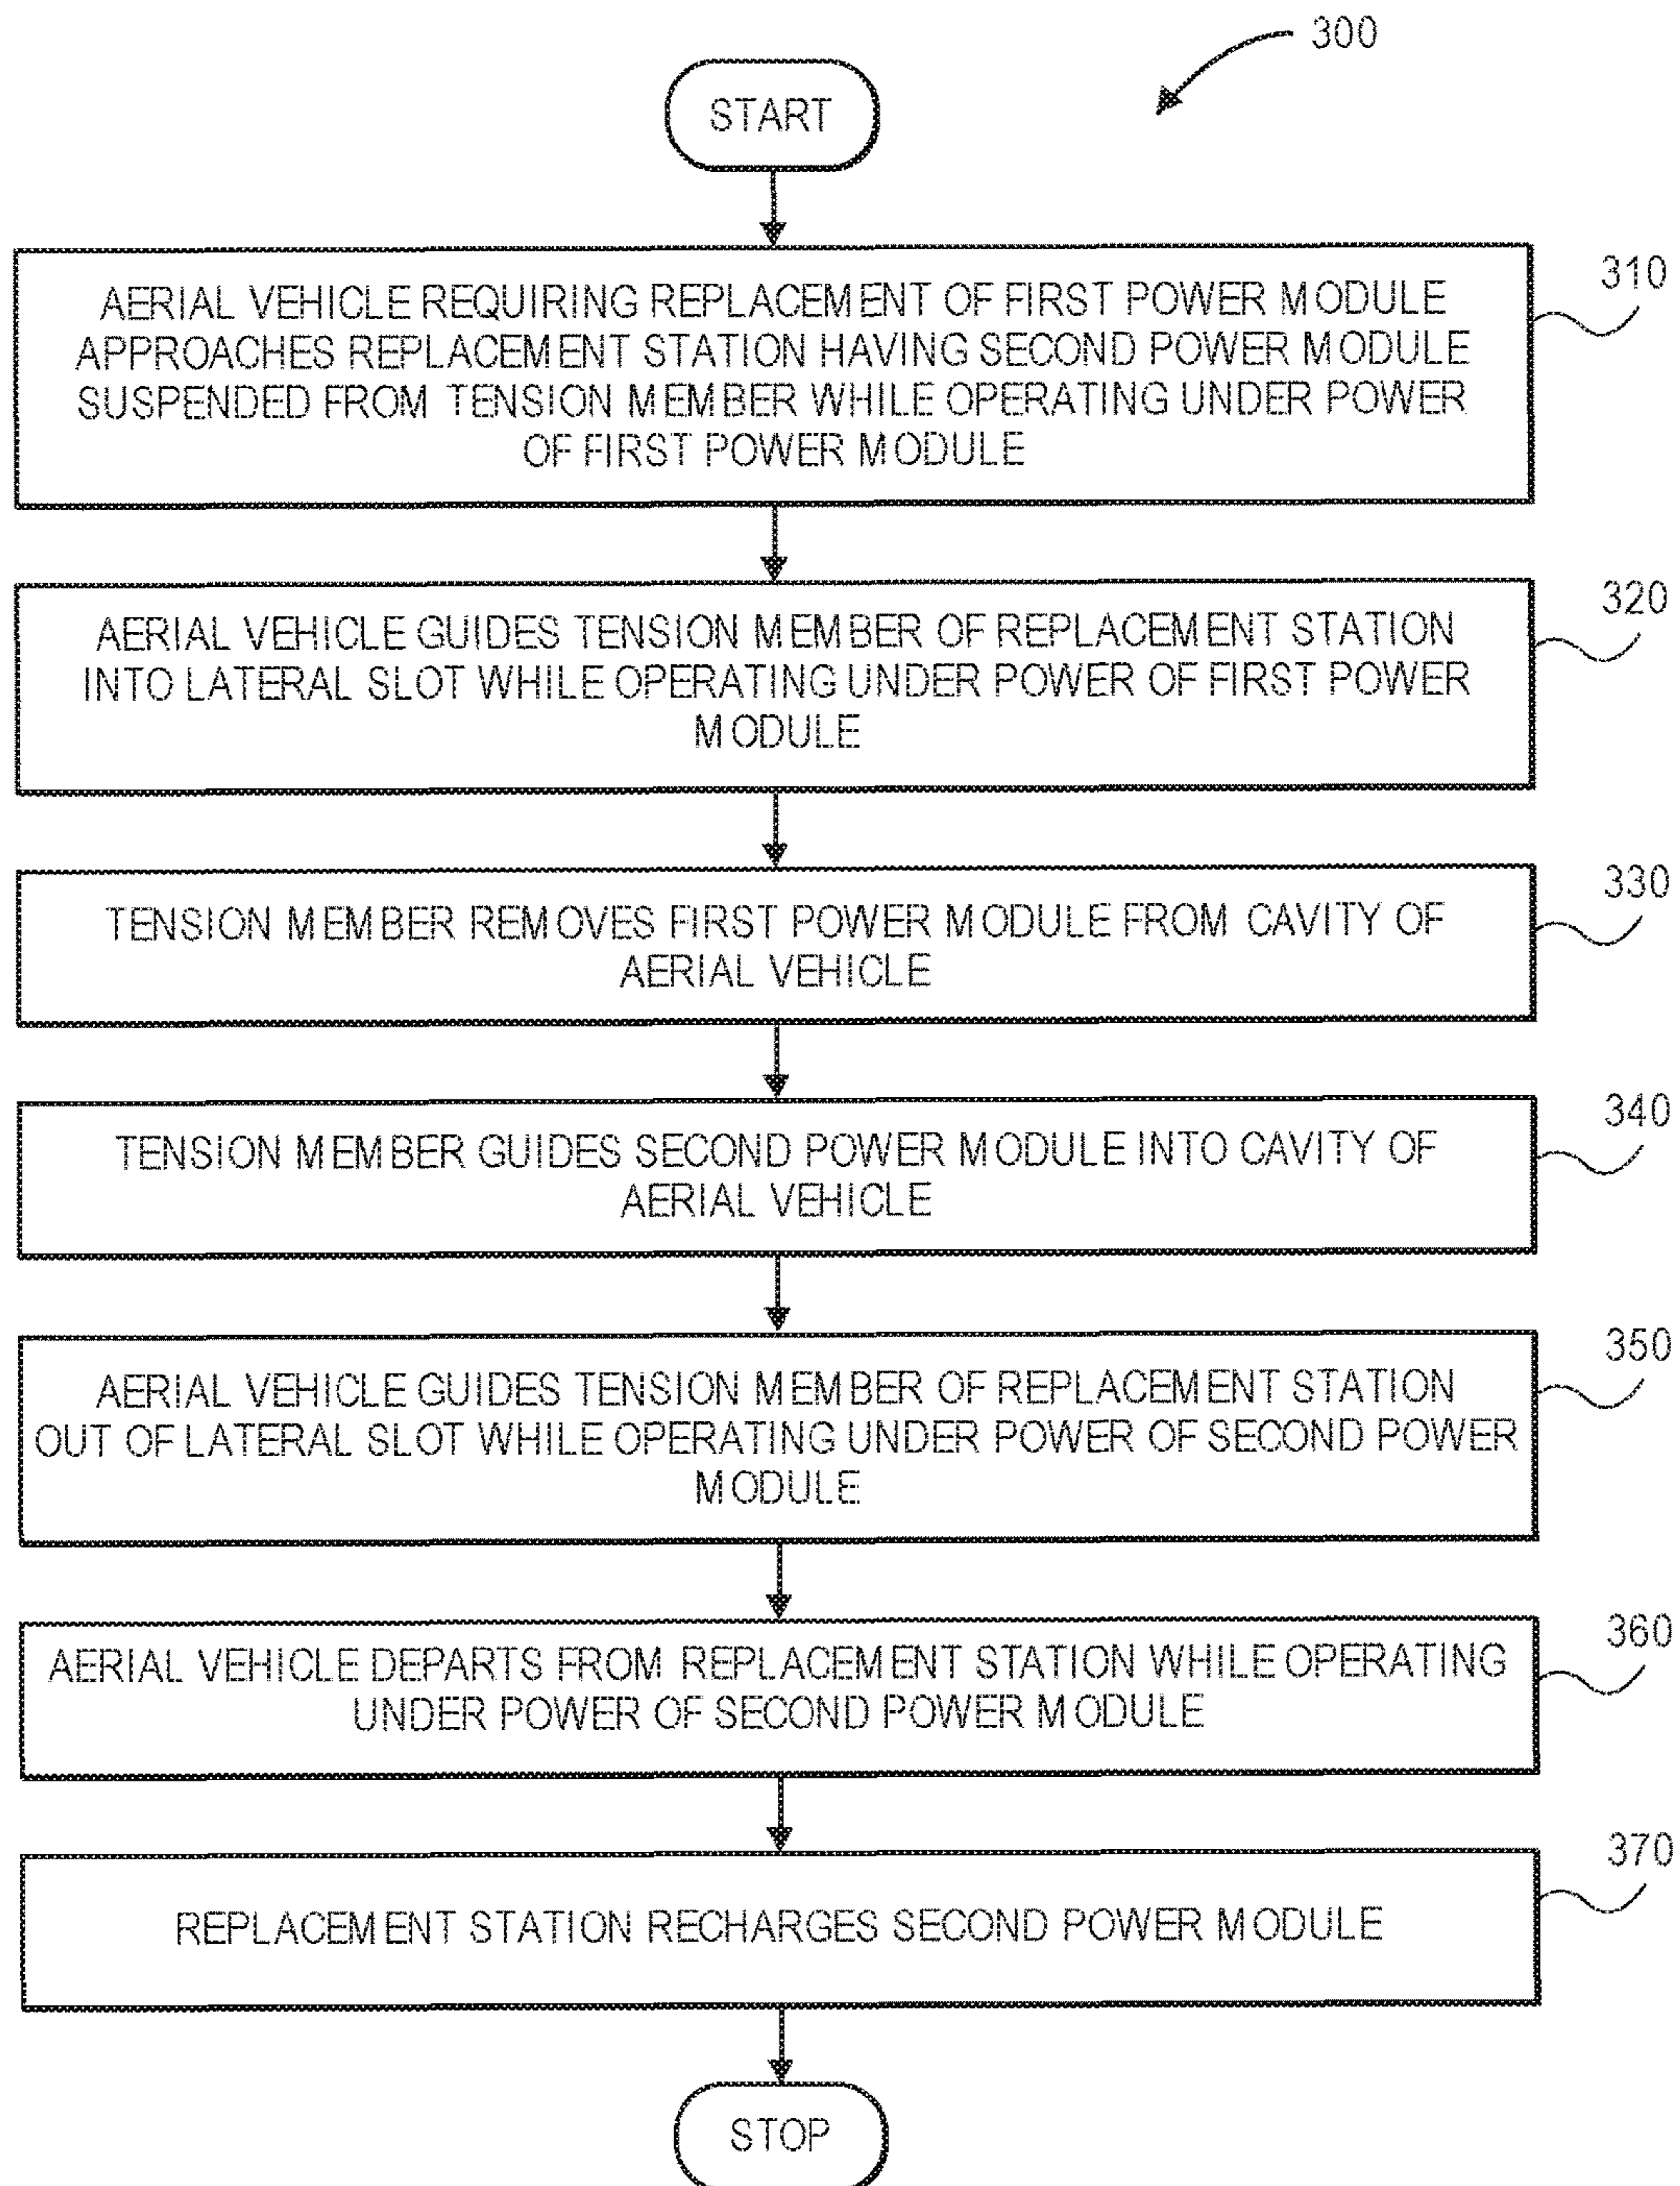 300
START
310
AERIAL VEHICLE REQUIRING REPLACEMENT OF FIRST POWER MODULE
APPROACHES REPLACEMENT STATION HAVING SECOND POWER MODULE
SUSPENDED FROM TENSION MEMBER WHILE OPERATING UNDER POWER
OF FIRST POWER MODULE
320
AERIAL VEHICLE GUIDES TENSION MEMBER OF REPLACEMENT STATION
INTO LATERAL SLOT WHILE OPERATING UNDER POWER OF FIRST POWER
MODULE
330
TENSION MEMBER REMOVES FIRST POWER MODULE FROM CAVITY OF
AERIAL VEHICLE
340
TENSION MEMBER GUIDES SECOND POWER MODULE INTO CAVITY OF
AERIAL VEHICLE
350
AERIAL VEHICLE GUIDES TENSION MEMBER OF REPLACEMENT STATION
OUT OF LATERAL SLOT WHILE OPERATING UNDER POWER OF SECOND POWER
MODULE
360
AERIAL VEHICLE DEPARTS FROM REPLACEMENT STATION WHILE OPERATING
UNDER POWER OF SECOND POWER MODULE
370
REPLACEMENT STATION RECHARGES SECOND POWER MODULE
STOP